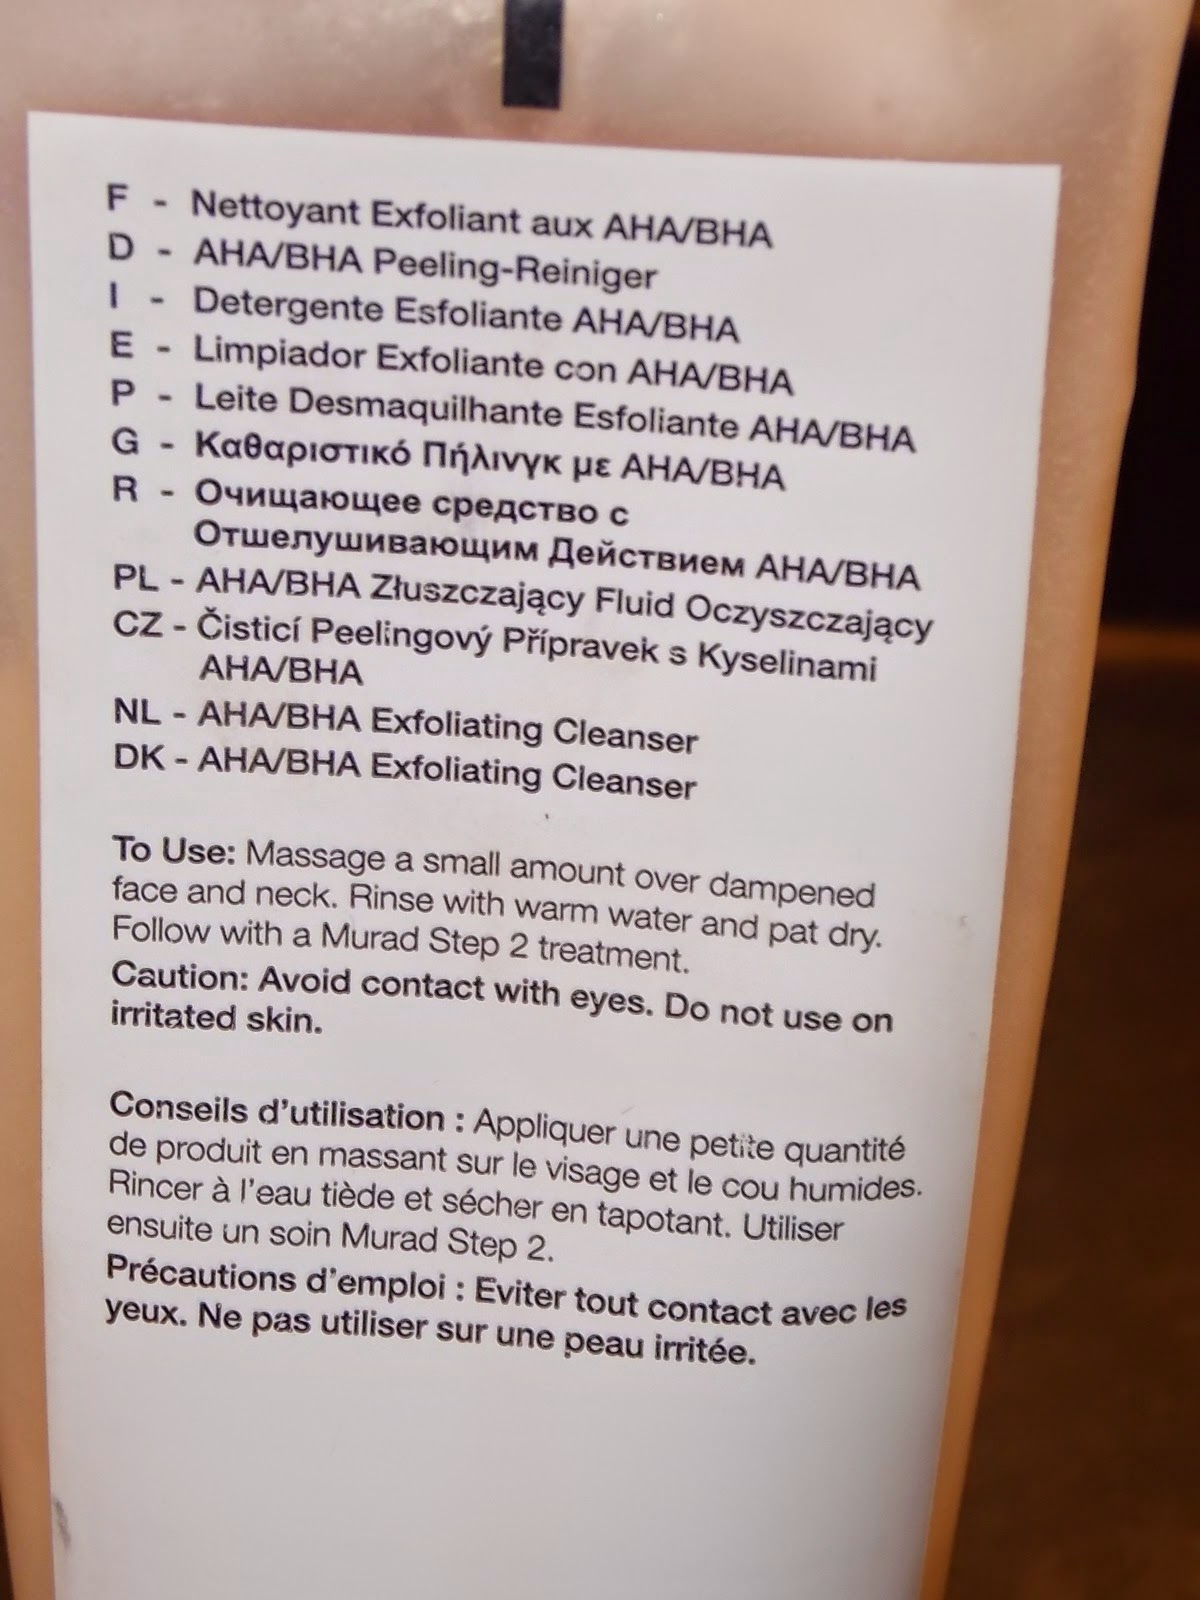 F - Nettoyant Exfoliant aux AHA/BHA
D - AHA/BHA Peeling-Reiniger
I - Detergente Esfoliante AHA/BHA
E - Limpiador Exfoliante con AHA/BHA
P - Leite Desmaquilhante Esfoliante AHA/BHA
G - Καθαριστικό Πήλινγκ με AHA/BHA
R - Очищающее средство с
Отшелушивающим Действием AHA/BHA
PL - AHA/BHA Złuszczający Fluid Oczyszczający
CZ - Čisticí Peelingový Přípravek s Kyselinami
AHA/BHA
NL - AHA/BHA Exfoliating Cleanser
DK - AHA/BHA Exfoliating Cleanser
To Use: Massage a small amount over dampened
face and neck. Rinse with warm water and pat dry.
Follow with a Murad Step 2 treatment.
Caution: Avoid contact with eyes. Do not use on
irritated skin.
Conseils d'utilisation : Appliquer une petite quantité
de produit en massant sur le visage et le cou humides.
Rincer à l'eau tiède et sécher en tapotant. Utiliser
ensuite un soin Murad Step 2.
Précautions d'emploi : Eviter tout contact avec les
yeux. Ne pas utiliser sur une peau irritée.